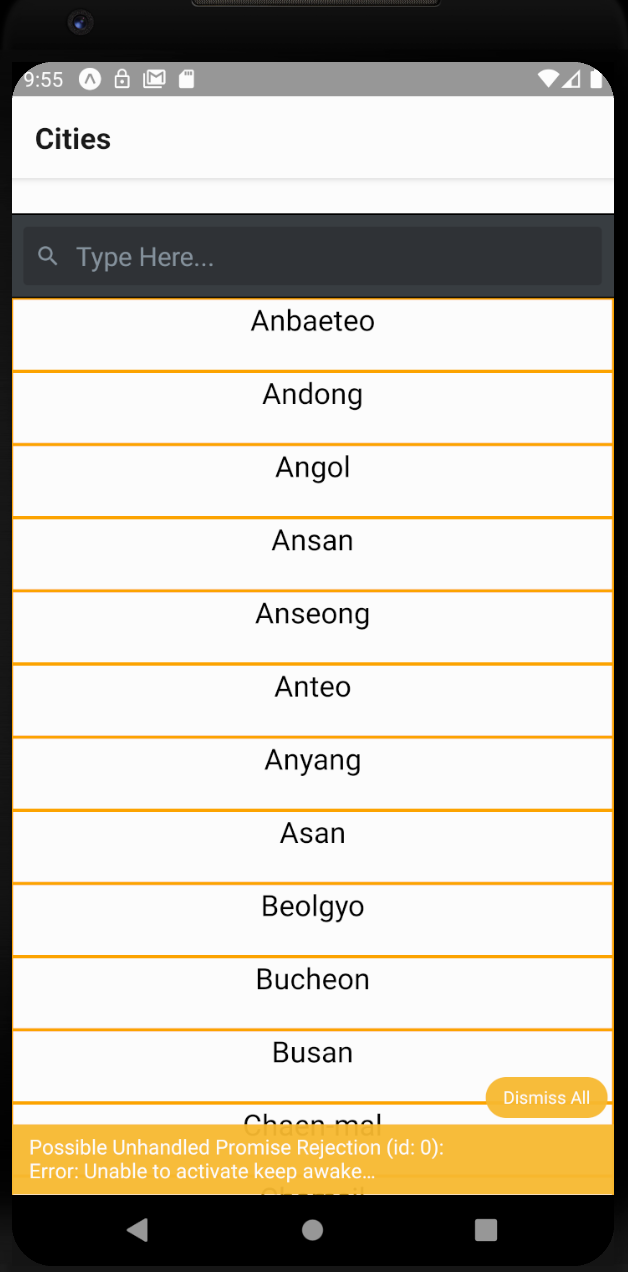 9:55
Cities
Type Here...
Anbaeteo
Andong
Angol
Ansan
Anseong
Anteo
Anyang
Asan
Beolgyo
Bucheon
Busan
Dismiss All
Chaen-mal
Possible Unhandled Promise Rejection (id: 0):
Error: Unable to activate keep awake…